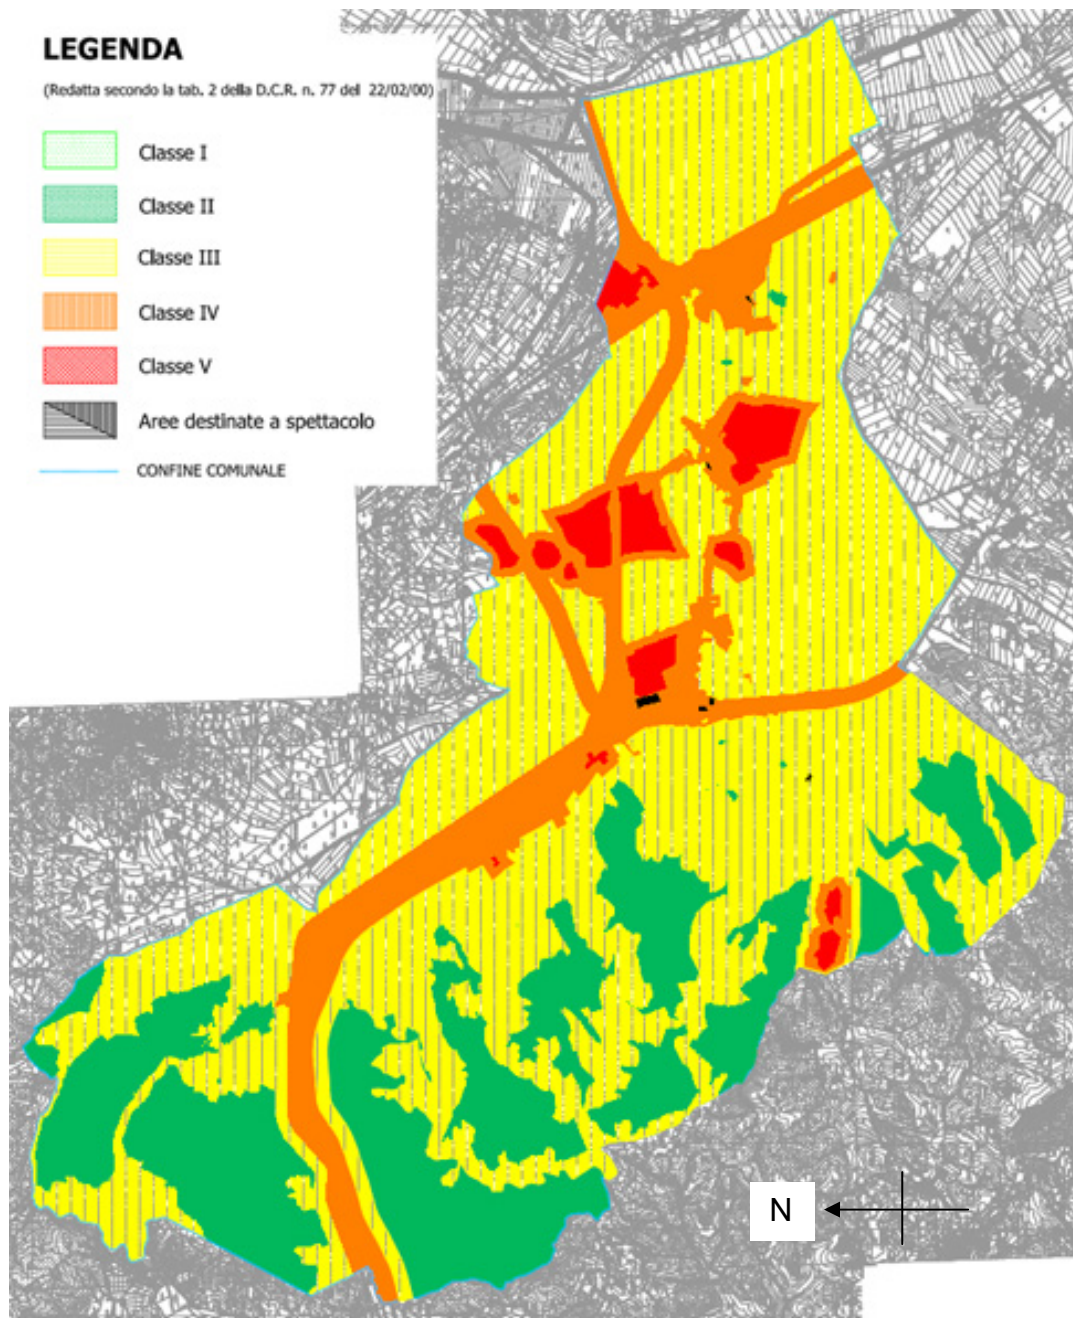 LEGENDA
(Redatta secondo la tab. 2 della D.C.R. n. 77 del 22/02/00)
Classe I
Classe II
Classe III
Classe IV
Classe V
Aree destinate a spettacolo
CONFINE COMUNALE
N